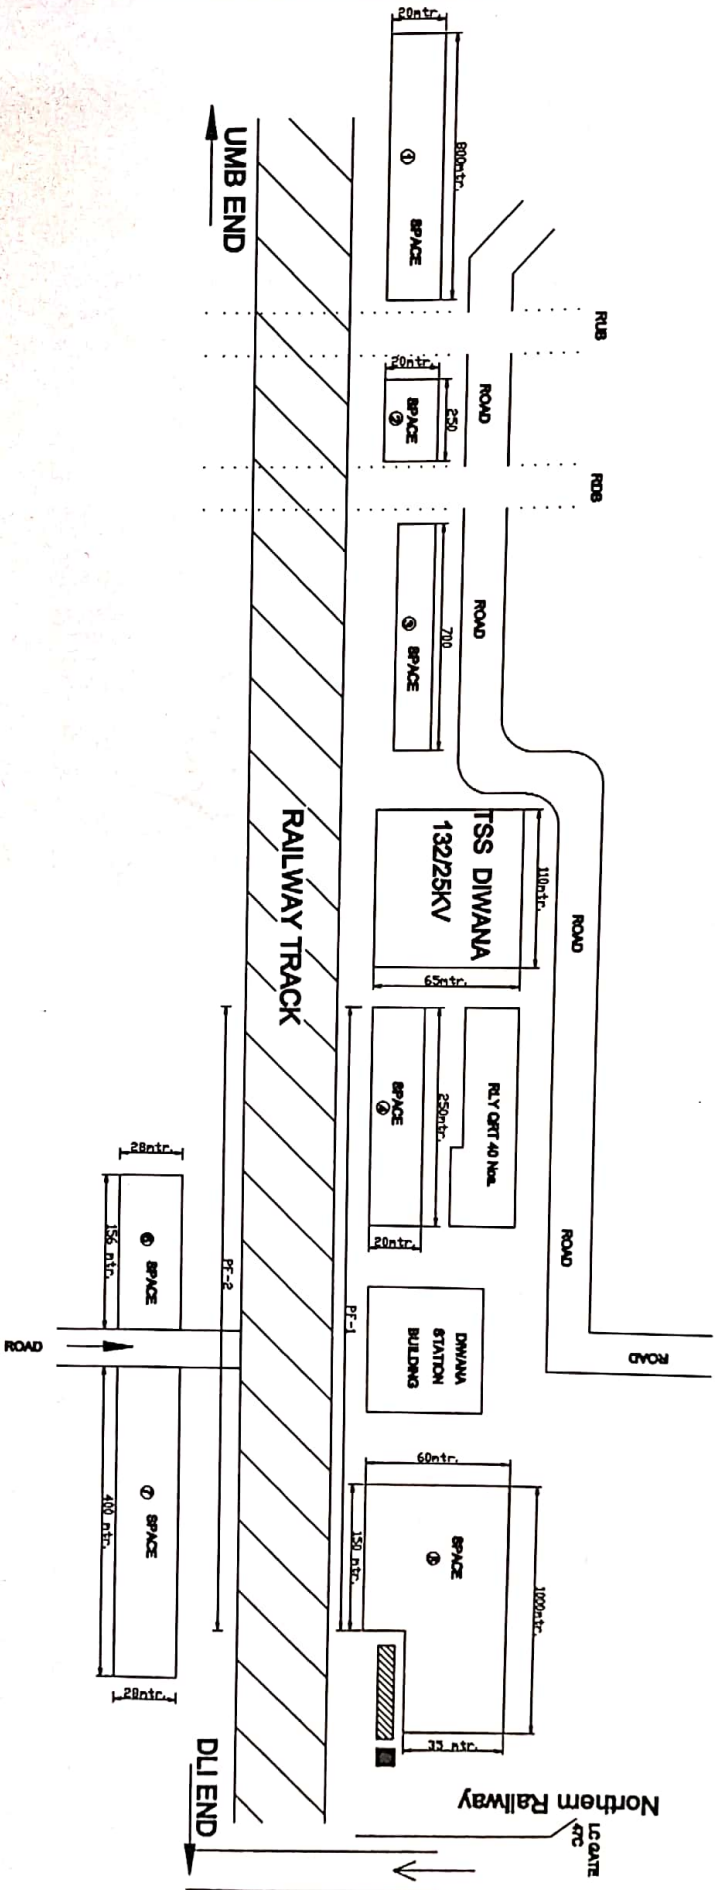 20mtr.
800mtr.
① SPACE
UMB END
RUB
20mtr.
250
SPACE
②
ROAD
RDB
700
③ SPACE
ROAD
TSS DIWANA
132/25KV
110mtr.
65mtr.
ROAD
RAILWAY TRACK
SPACE
④
250mtr.
20mtr.
RLY QRT 40 Nos.
ROAD
ROAD
PF-1
PF-2
28mtr.
156 mtr.
⑥ SPACE
ROAD
DIWANA
STATION
BUILDING
60mtr.
150 mtr.
SPACE
1000mtr.
35 mtr.
⑦ SPACE
400 mtr.
28mtr.
DLI END
Northern Railway
LC GATE
47C